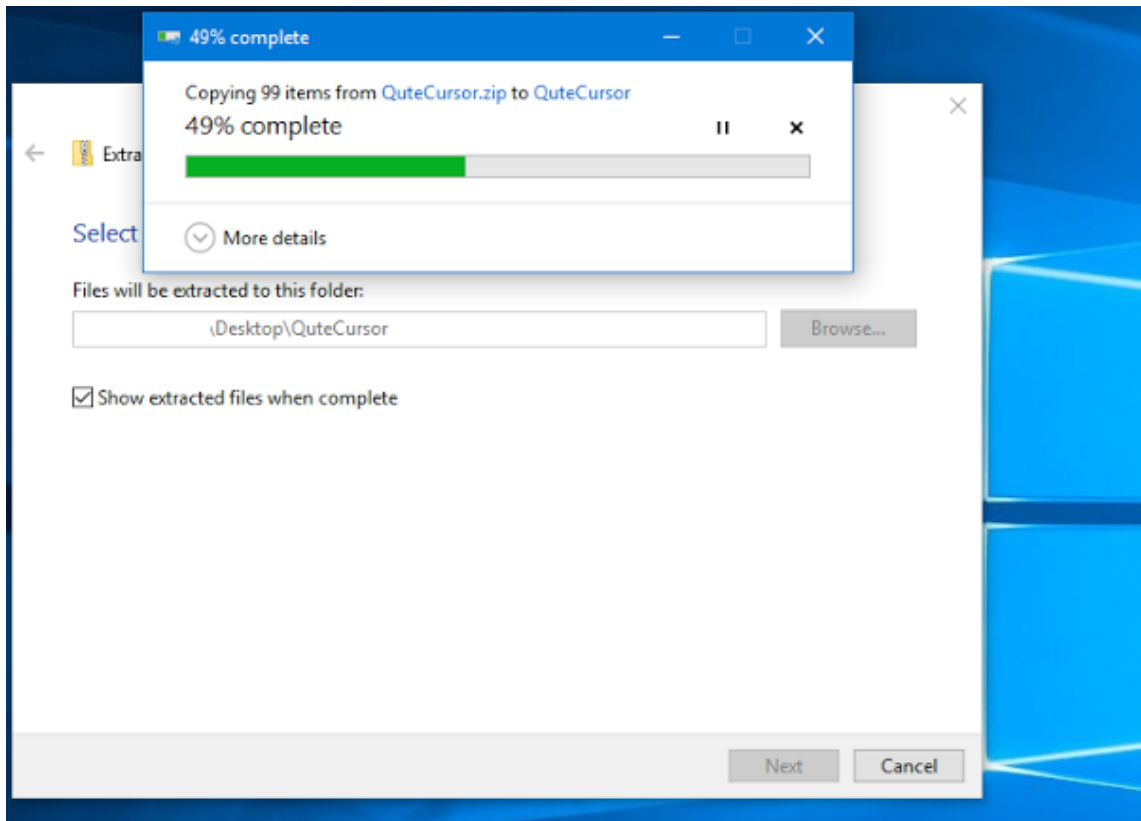 49% complete
Copying 99 items from QuteCursor.zip to QuteCursor
49% complete
Extra
Select
More details
Files will be extracted to this folder:
\Desktop\QuteCursor
Browse...
Show extracted files when complete
Next
Cancel